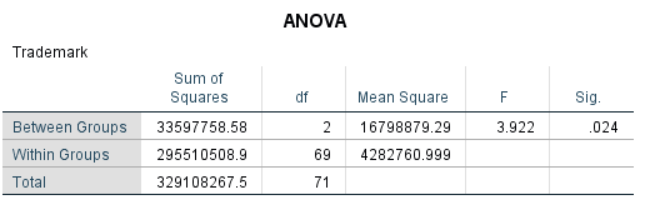 ANOVA
Trademark
Sum of
Squares df Mean Square F Sig.
Between Groups 33597758.58 2 16798879.29 3.922 .024
Within Groups 295510508.9 69 4282760.999
Total 329108267.5 71